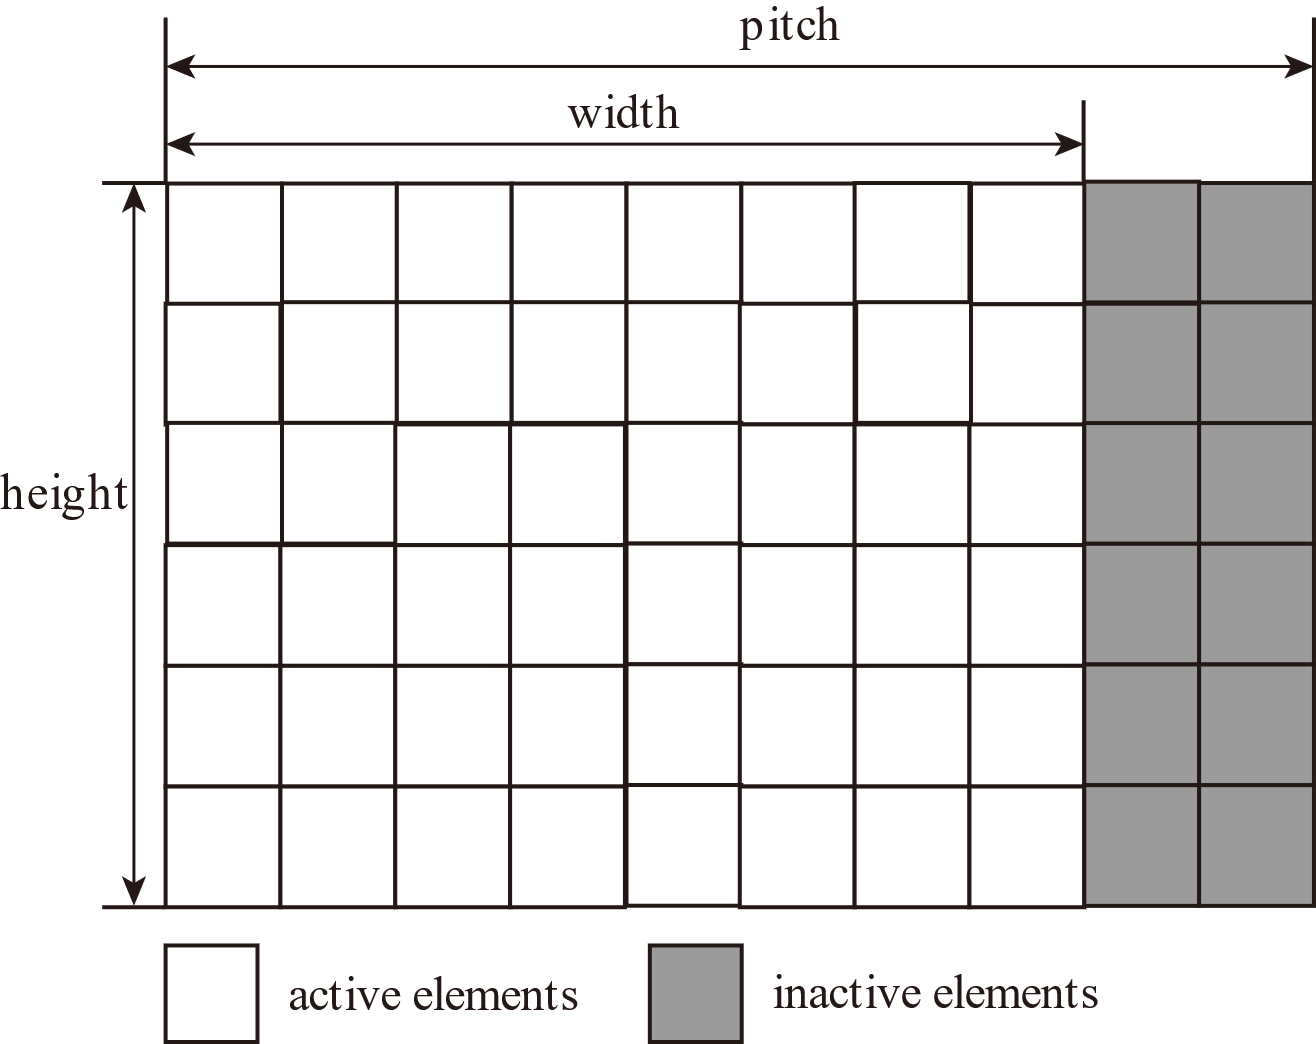 pitch
width
height
active elements
inactive elements